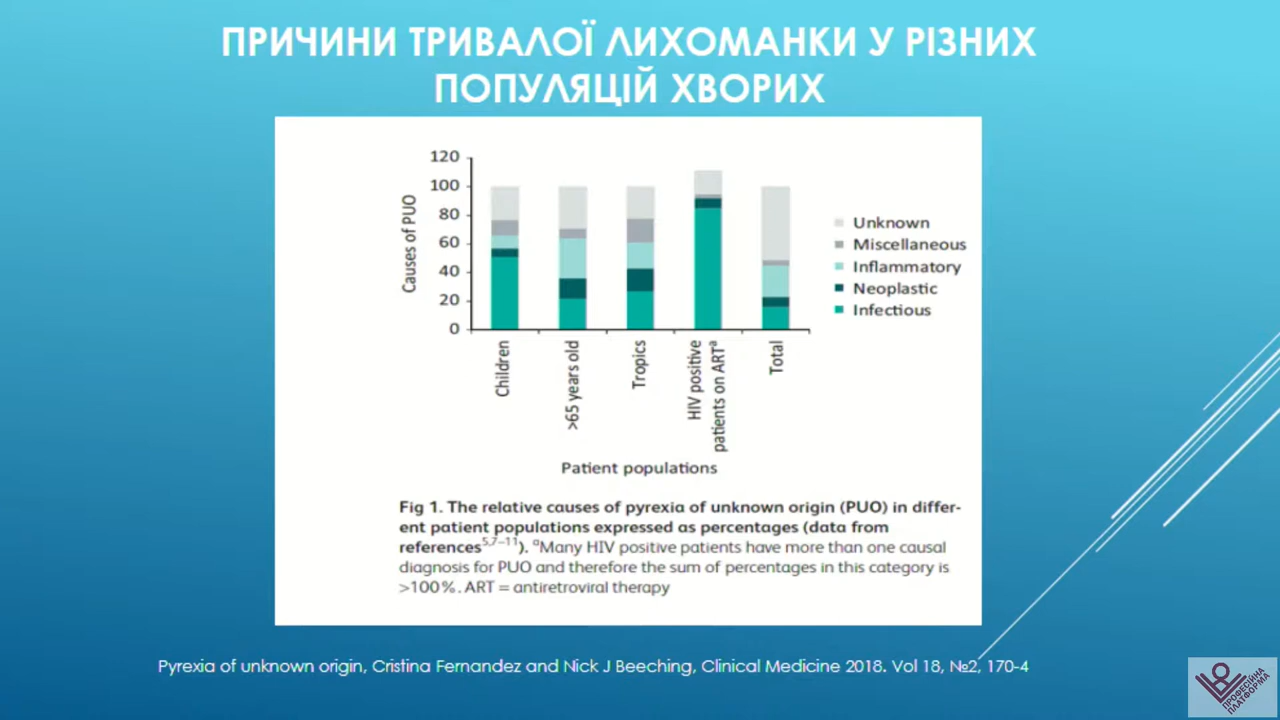 ПРИЧИНИ ТРИВАЛОЇ ЛИХОМАНКИ У РІЗНИХ
ПОПУЛЯЦІЙ ХВОРИХ
Causes of PUO
120
100
80
60
40
20
0
Children
>65 years old
Tropics
HIV positive
patients on ARTᵃ
Total
Patient populations
Unknown
Miscellaneous
Inflammatory
Neoplastic
Infectious
Fig 1. The relative causes of pyrexia of unknown origin (PUO) in differ-
ent patient populations expressed as percentages (data from
references⁵,⁷⁻¹¹). ᵃMany HIV positive patients have more than one causal
diagnosis for PUO and therefore the sum of percentages in this category is
>100%. ART = antiretroviral therapy
Pyrexia of unknown origin, Cristina Fernandez and Nick J Beeching, Clinical Medicine 2018. Vol 18, №2, 170-4
ПРОФЕСІЙНА
ПЛАТФОРМА